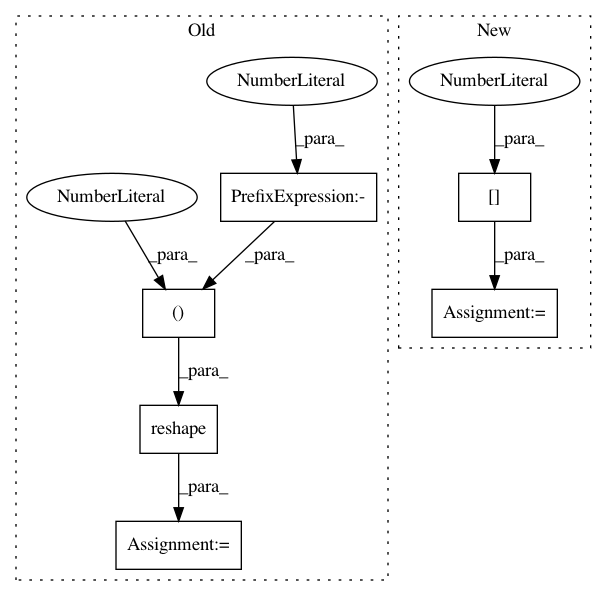 Old
New
NumberLiteral
NumberLiteral
_para_
_para_
NumberLiteral
PrefixExpression:-
[]
_para_
_para_
_para_
()
Assignment:=
_para_
reshape
_para_
Assignment:=